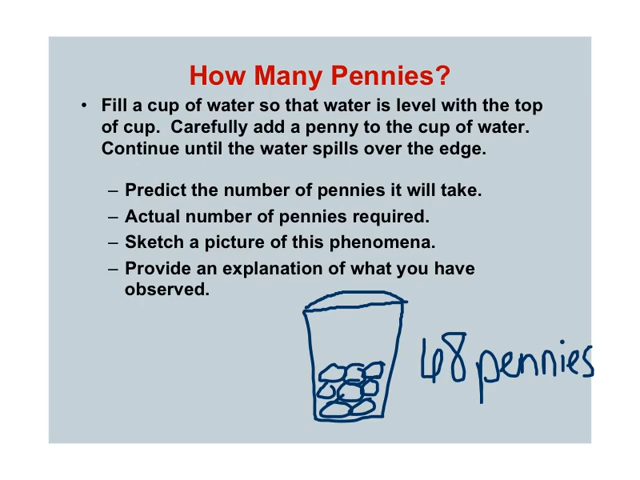 How Many Pennies?
• Fill a cup of water so that water is level with the top
of cup. Carefully add a penny to the cup of water.
Continue until the water spills over the edge.
– Predict the number of pennies it will take.
– Actual number of pennies required.
– Sketch a picture of this phenomena.
– Provide an explanation of what you have
observed.
48 pennies